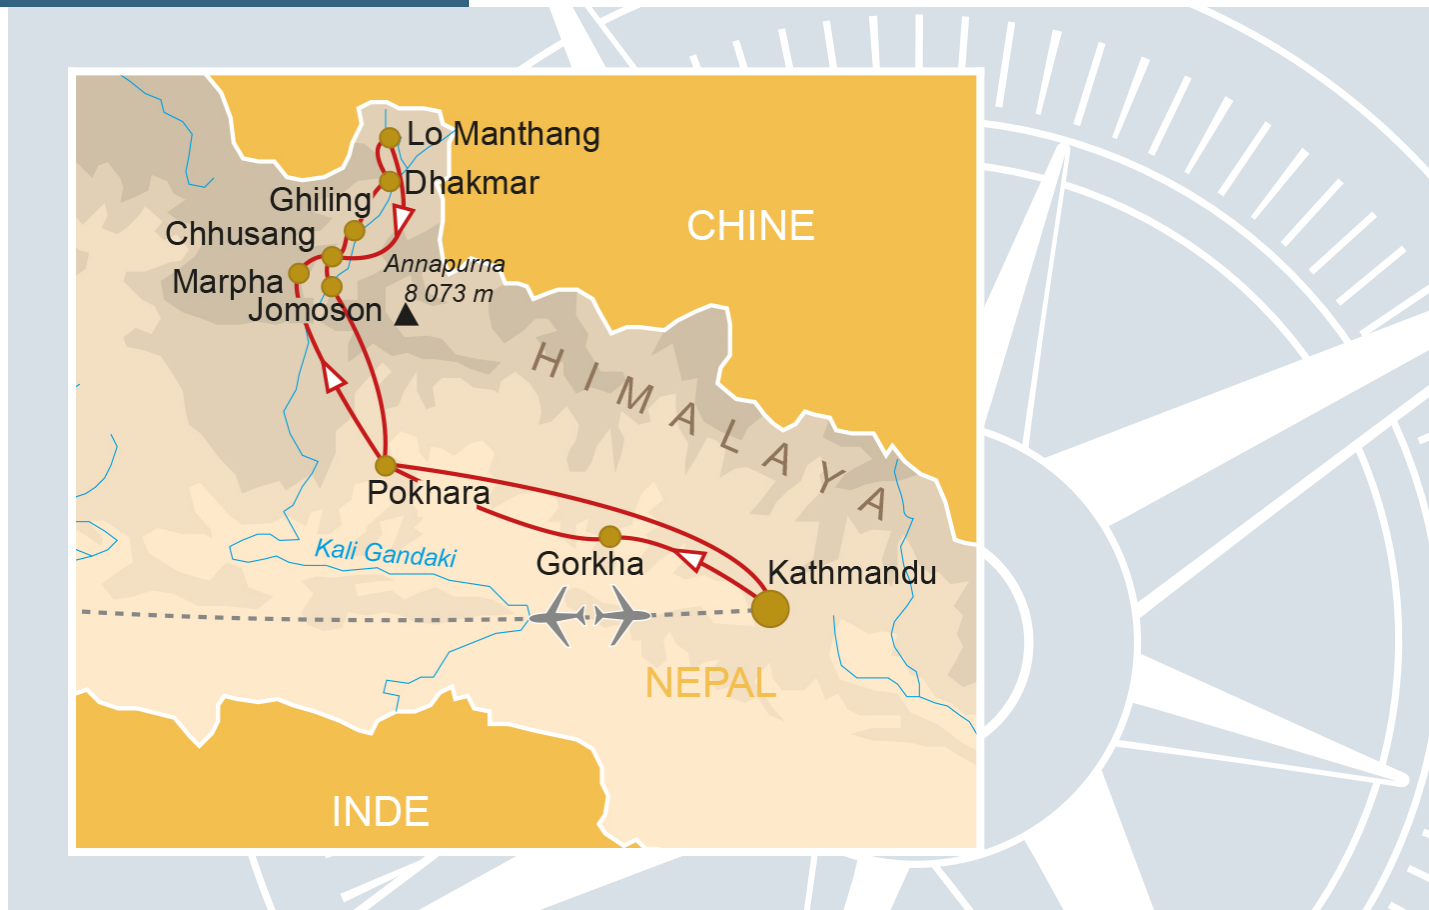 Lo Manthang
Dhakmar
Ghiling
CHINE
Chhusang
Annapurna
8 073 m
Marpha
Jomoson
HIMALAYA
Pokhara
Kali Gandaki
Gorkha
Kathmandu
NEPAL
INDE